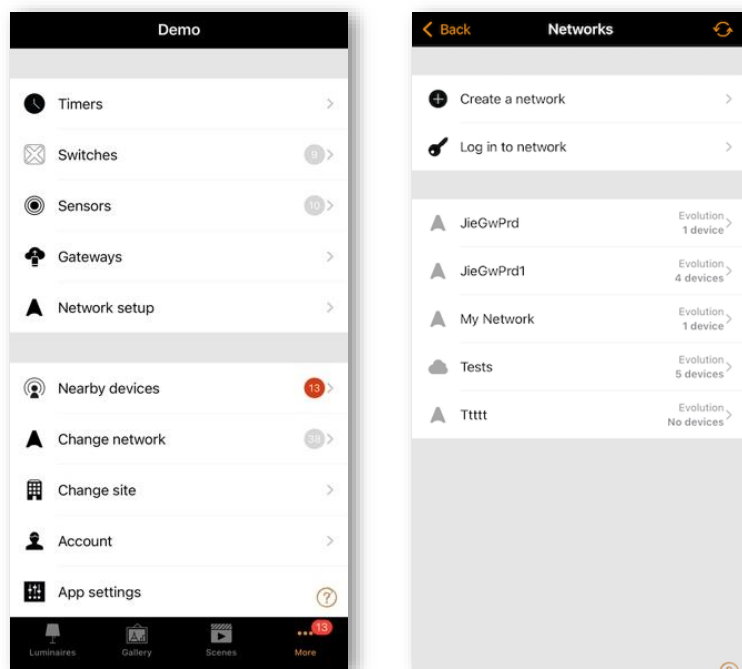 Demo
Timers
Switches 9
Sensors 10
Gateways
Network setup
Nearby devices 13
Change network 38
Change site
Account
App settings ?
13
Luminaires Gallery Scenes More
Back Networks
Create a network
Log in to network
JieGwPrd Evolution
1 device
JieGwPrd1 Evolution
4 devices
My Network Evolution
1 device
Tests Evolution
5 devices
Ttttt Evolution
No devices